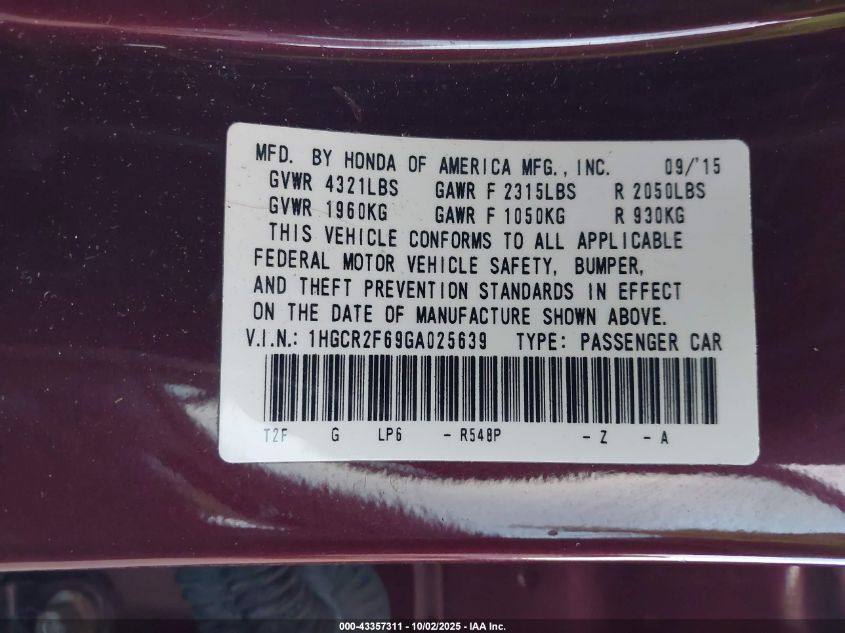 MFD. BY HONDA OF AMERICA MFG., INC. 09/'15
GVWR 4321LBS GAWR F 2315LBS R 2050LBS
GVWR 1960KG GAWR F 1050KG R 930KG
THIS VEHICLE CONFORMS TO ALL APPLICABLE
FEDERAL MOTOR VEHICLE SAFETY, BUMPER,
AND THEFT PREVENTION STANDARDS IN EFFECT
ON THE DATE OF MANUFACTURE SHOWN ABOVE.
V.I.N.: 1HGCR2F69GA025639 TYPE: PASSENGER CAR
T2F G LP6 - R548P - Z - A
000-43357311 - 10/02/2025 - IAA Inc.